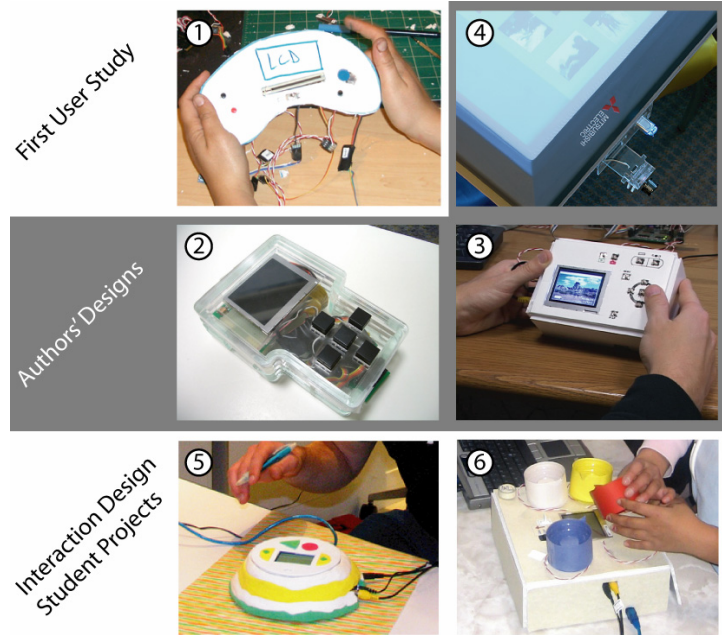 First User Study
1
LCD
4
MITSUBISHI
ELECTRIC
Authors' Designs
2
3
Interaction Design
Student Projects
5
6